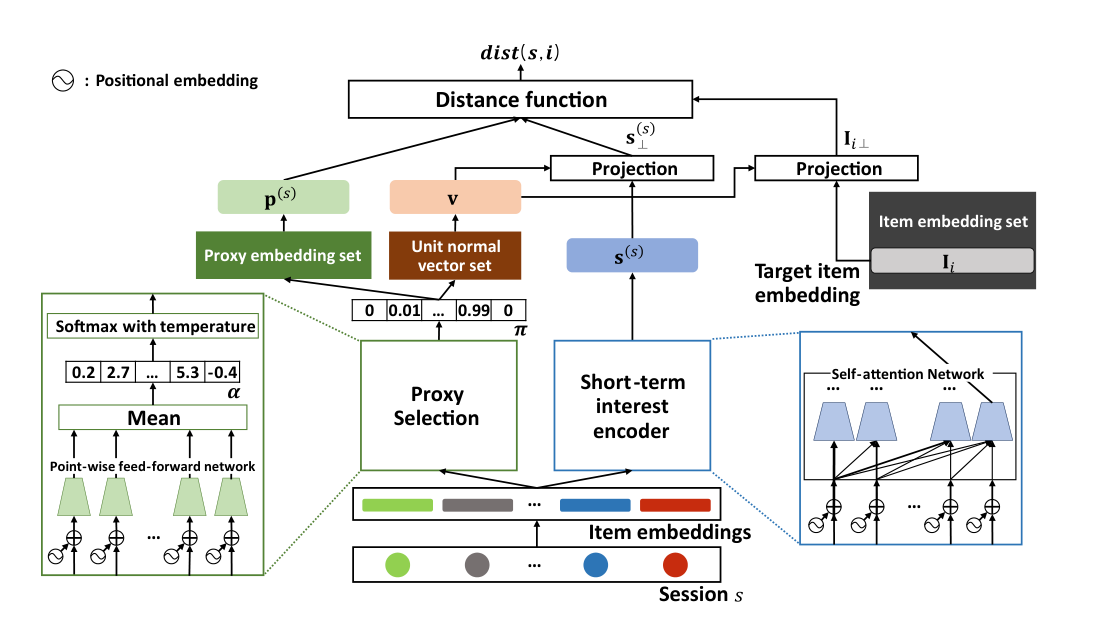 dist(s, i)
: Positional embedding
Distance function
s⊥^(s)
I_i⊥
Projection
Projection
p^(s)
v
Item embedding set
Proxy embedding set
Unit normal
vector set
s^(s)
I_i
Target item
embedding
0 0.01 ... 0.99 0
π
Softmax with temperature
0.2 2.7 ... 5.3 -0.4
α
Mean
Point-wise feed-forward network
...
Proxy
Selection
Short-term
interest
encoder
Self-attention Network
... ...
...
...
Item embeddings
...
Session s